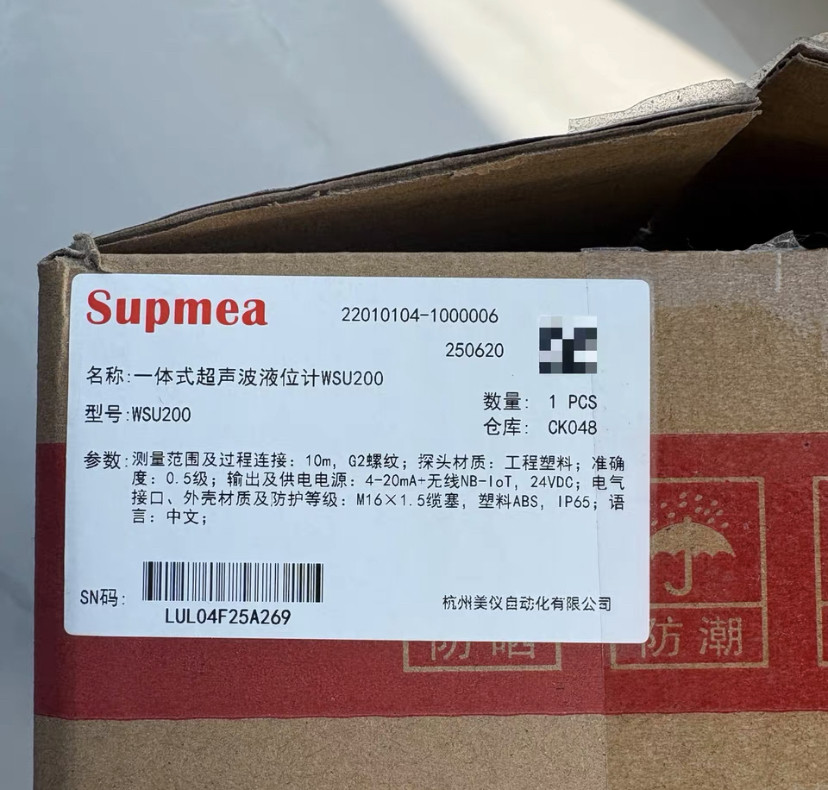 Supmea
22010104-1000006
250620
名称:一体式超声波液位计WSU200
型号:WSU200
数量: 1 PCS
仓库: CK048
参数:测量范围及过程连接: 10m, G2螺纹; 探头材质: 工程塑料; 准确
度: 0.5级; 输出及供电电源: 4-20mA+无线NB-IoT, 24VDC; 电气
接口、外壳材质及防护等级: M16×1.5缆塞, 塑料ABS, IP65; 语
言: 中文;
SN码:
LUL04F25A269
杭州美仪自动化有限公司
防晒
防潮